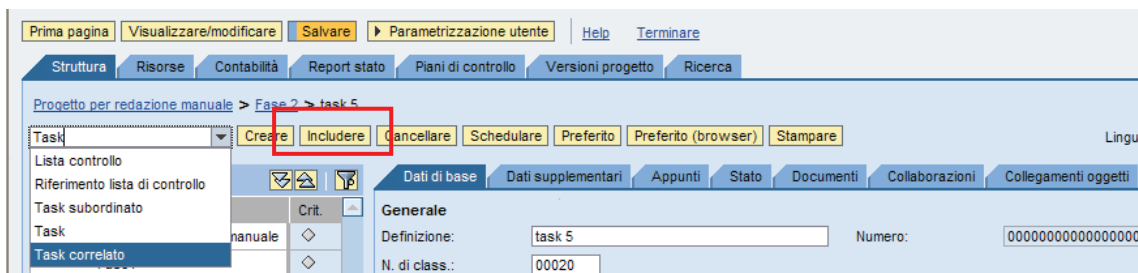 Prima pagina Visualizzare/modificare Salvare Parametrizzazione utente Help Terminare
Struttura Risorse Contabilità Report stato Piani di controllo Versioni progetto Ricerca
Progetto per redazione manuale > Fase 2 > task 5
Task Creare Includere Cancellare Schedulare Preferito Preferito (browser) Stampare Lingu
Lista controllo
Riferimento lista di controllo
Task subordinato
Task
Task correlato
Crit.
manuale
Dati di base Dati supplementari Appunti Stato Documenti Collaborazioni Collegamenti oggetti
Generale
Definizione: task 5 Numero:
N. di class.: 00020